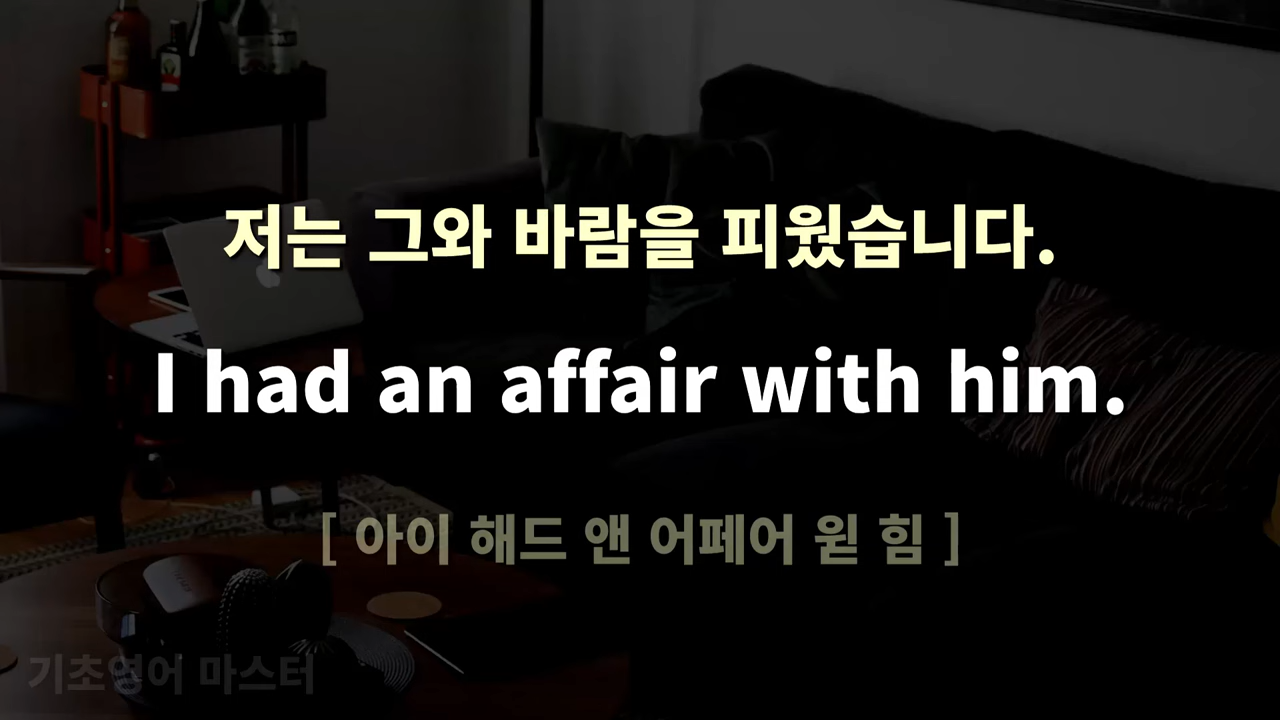 저는 그와 바람을 피웠습니다.
I had an affair with him.
[ 아이 해드 앤 어페어 윋 힘 ]
기초영어 마스터